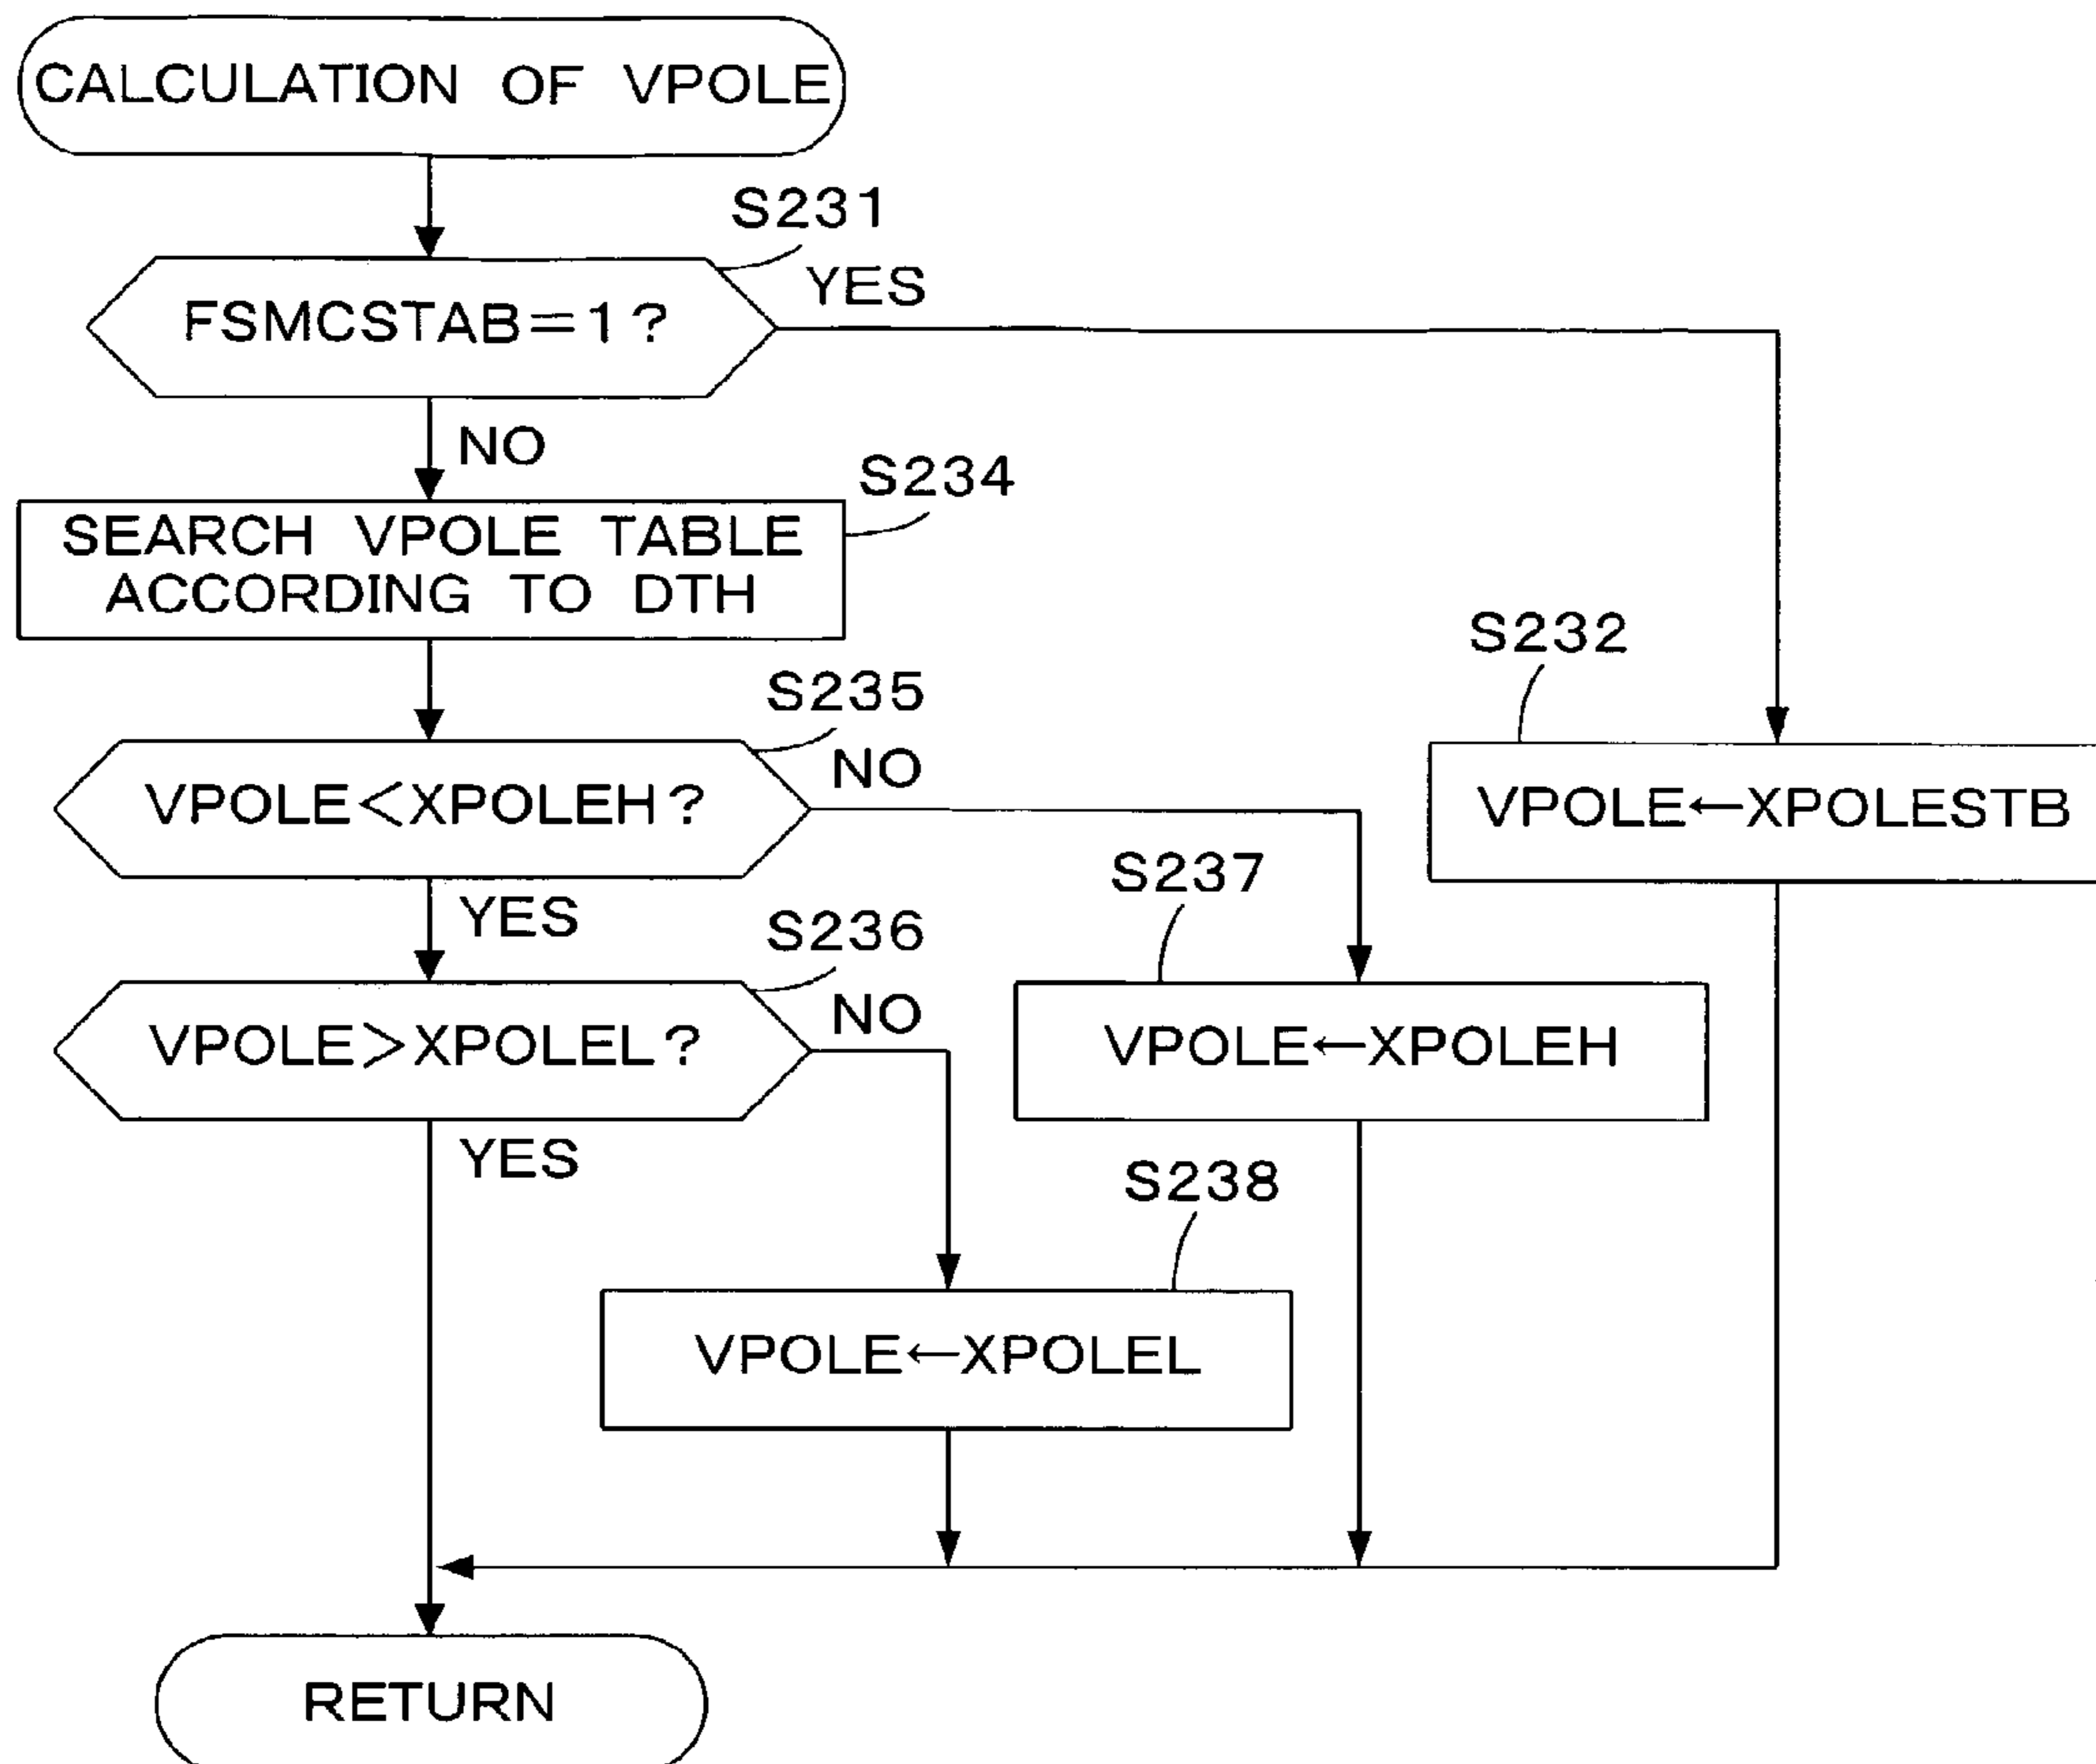 CALCULATION OF VPOLE
S231
FSMCSTAB=1?
YES
NO
S234
SEARCH VPOLE TABLE
ACCORDING TO DTH
S235
VPOLE<XPOLEH?
NO
YES
S232
VPOLE←XPOLESTB
S236
VPOLE>XPOLEL?
NO
YES
S237
VPOLE←XPOLEH
S238
VPOLE←XPOLEL
RETURN